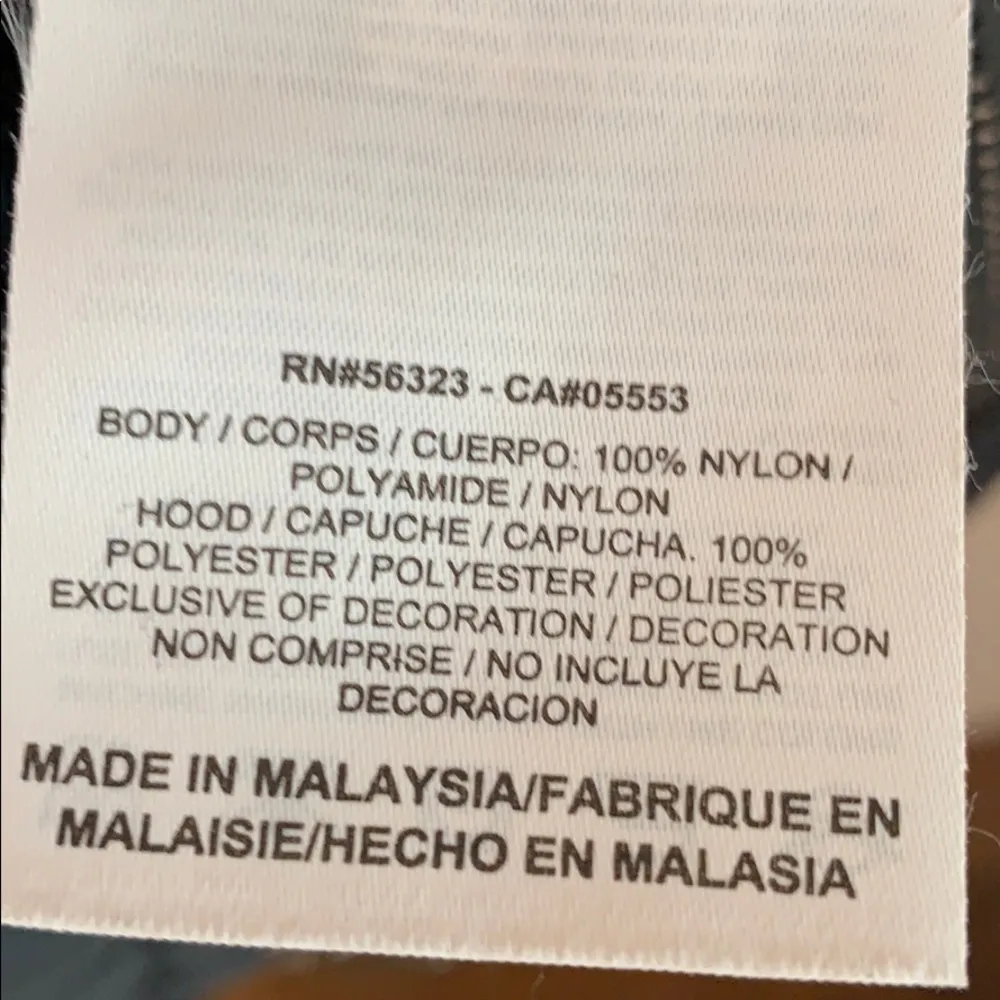 RN#56323 - CA#05553
BODY / CORPS / CUERPO: 100% NYLON /
POLYAMIDE / NYLON
HOOD / CAPUCHE / CAPUCHA. 100%
POLYESTER / POLYESTER / POLIESTER
EXCLUSIVE OF DECORATION / DECORATION
NON COMPRISE / NO INCLUYE LA
DECORACION
MADE IN MALAYSIA/FABRIQUE EN
MALAISIE/HECHO EN MALASIA